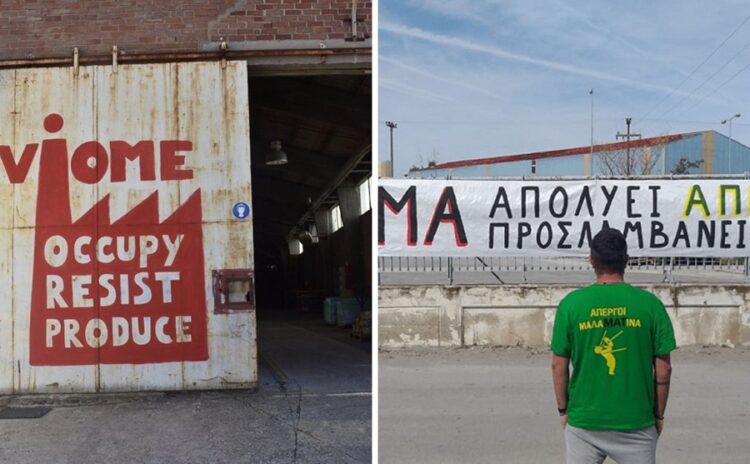 ViOME
OCCUPY
RESIST
PRODUCE
ΜΑ ΑΠΟΛΥΕΙ ΑΠ
ΠΡΟΣΛΑΜΒΑΝΕΙ
ΑΠΕΡΓΟΙ
ΜΑΛΑΜΑΤΙΝΑ